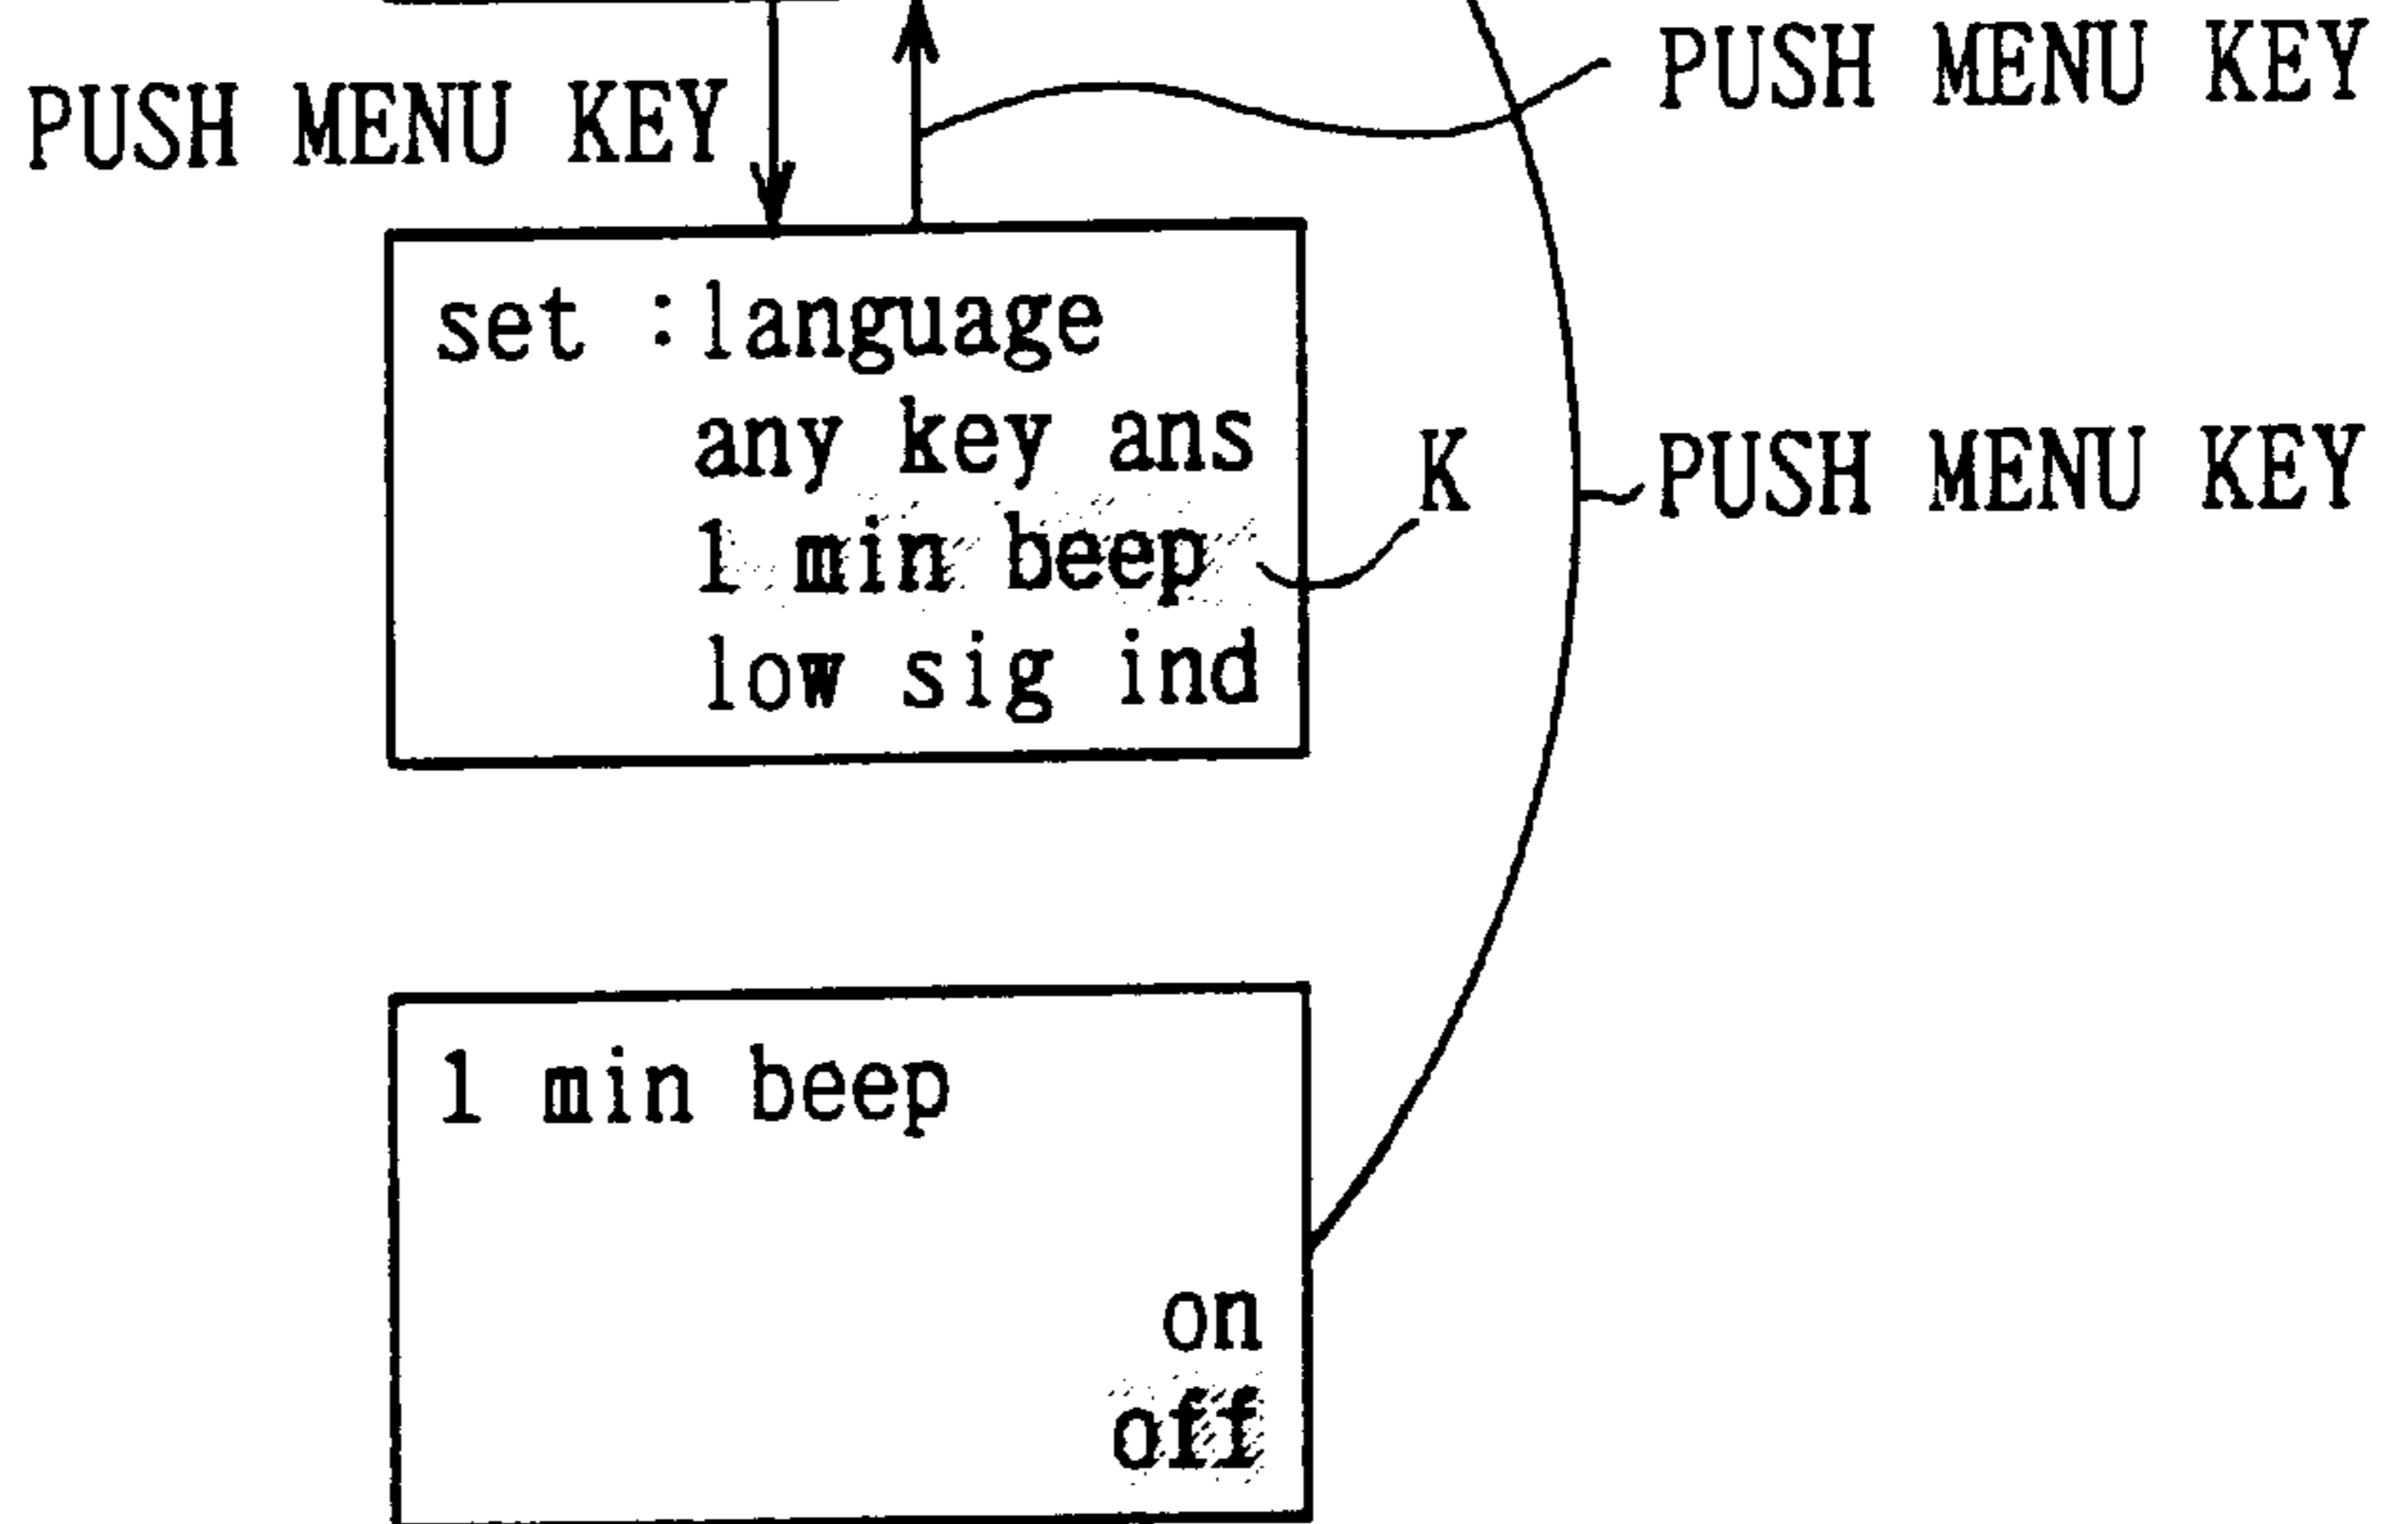 PUSH MENU KEY
PUSH MENU KEY
set :language
any key ans
K
PUSH MENU KEY
1 min beep
low sig ind
1 min beep
on
off